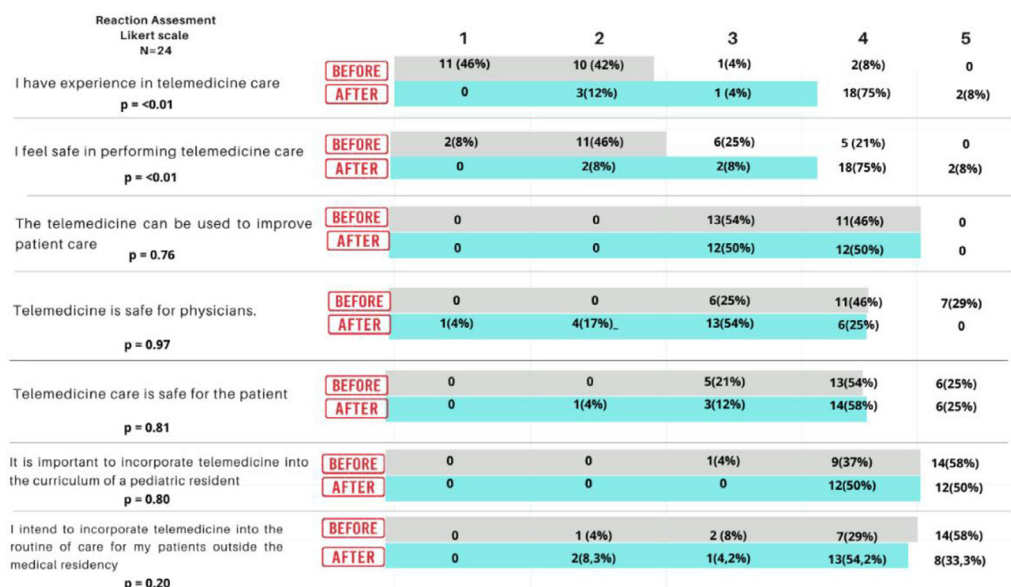 Reaction Assesment
Likert scale
N=24
1 2 3 4 5
I have experience in telemedicine care
p = <0.01
BEFORE 11 (46%) 10 (42%) 1(4%) 2(8%) 0
AFTER 0 3(12%) 1 (4%) 18(75%) 2(8%)
I feel safe in performing telemedicine care
p = <0.01
BEFORE 2(8%) 11(46%) 6(25%) 5 (21%) 0
AFTER 0 2(8%) 2(8%) 18(75%) 2(8%)
The telemedicine can be used to improve
patient care
p = 0.76
BEFORE 0 0 13(54%) 11(46%) 0
AFTER 0 0 12(50%) 12(50%) 0
Telemedicine is safe for physicians.
p = 0.97
BEFORE 0 0 6(25%) 11(46%) 7(29%)
AFTER 1(4%) 4(17%)_ 13(54%) 6(25%) 0
Telemedicine care is safe for the patient
p = 0.81
BEFORE 0 0 5(21%) 13(54%) 6(25%)
AFTER 0 1(4%) 3(12%) 14(58%) 6(25%)
It is important to incorporate telemedicine into
the curriculum of a pediatric resident
p = 0.80
BEFORE 0 0 1(4%) 9(37%) 14(58%)
AFTER 0 0 0 12(50%) 12(50%)
I intend to incorporate telemedicine into the
routine of care for my patients outside the
medical residency
p = 0.20
BEFORE 0 1 (4%) 2 (8%) 7(29%) 14(58%)
AFTER 0 2(8,3%) 1(4,2%) 13(54,2%) 8(33,3%)